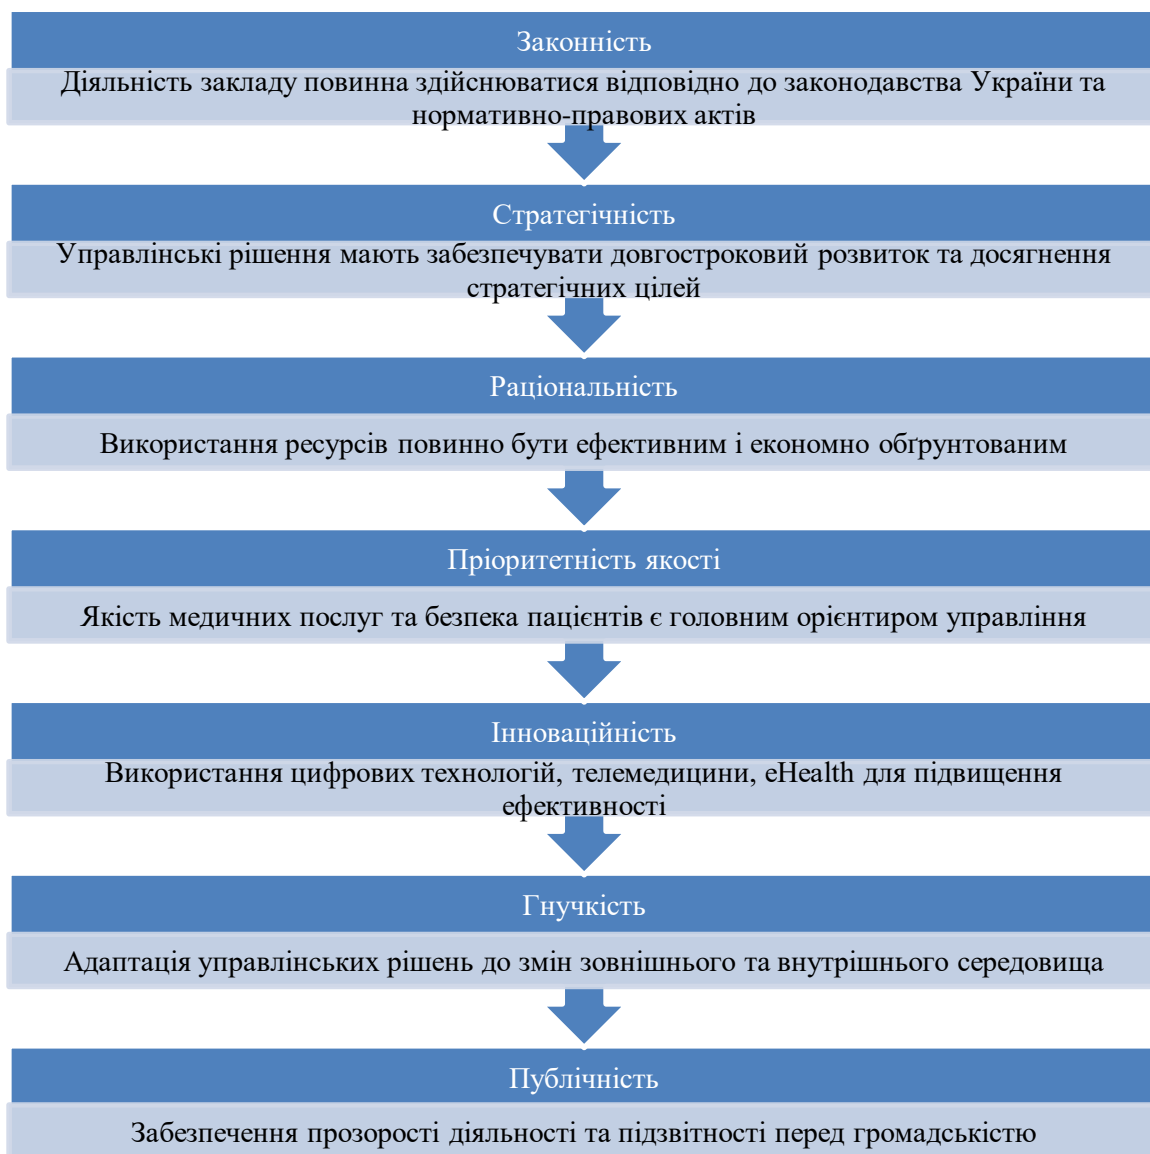 Законність
Діяльність закладу повинна здійснюватися відповідно до законодавства України та
нормативно-правових актів
Стратегічність
Управлінські рішення мають забезпечувати довгостроковий розвиток та досягнення
стратегічних цілей
Раціональність
Використання ресурсів повинно бути ефективним і економно обґрунтованим
Пріоритетність якості
Якість медичних послуг та безпека пацієнтів є головним орієнтиром управління
Інноваційність
Використання цифрових технологій, телемедицини, eHealth для підвищення
ефективності
Гнучкість
Адаптація управлінських рішень до змін зовнішнього та внутрішнього середовища
Публічність
Забезпечення прозорості діяльності та підзвітності перед громадськістю